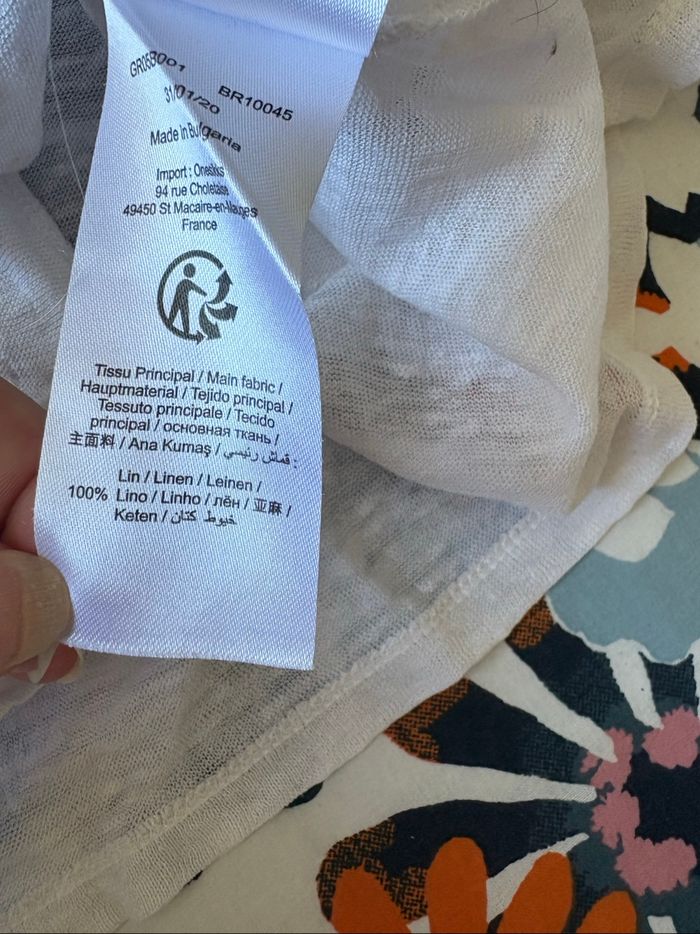 31/01/20
BR10045
Made in Bulgaria
Import : 
94 rue Choletaise
49450 St Macaire-en-Mauges
France
Tissu Principal / Main fabric /
Hauptmaterial / Tejido principal /
Tessuto principale / Tecido
principal / основная ткань /
主面料 / Ana Kumaş / قماش رئيسي :
Lin / Linen / Leinen /
100% Lino / Linho / лён / 亚麻 /
Keten / خيوط كتان